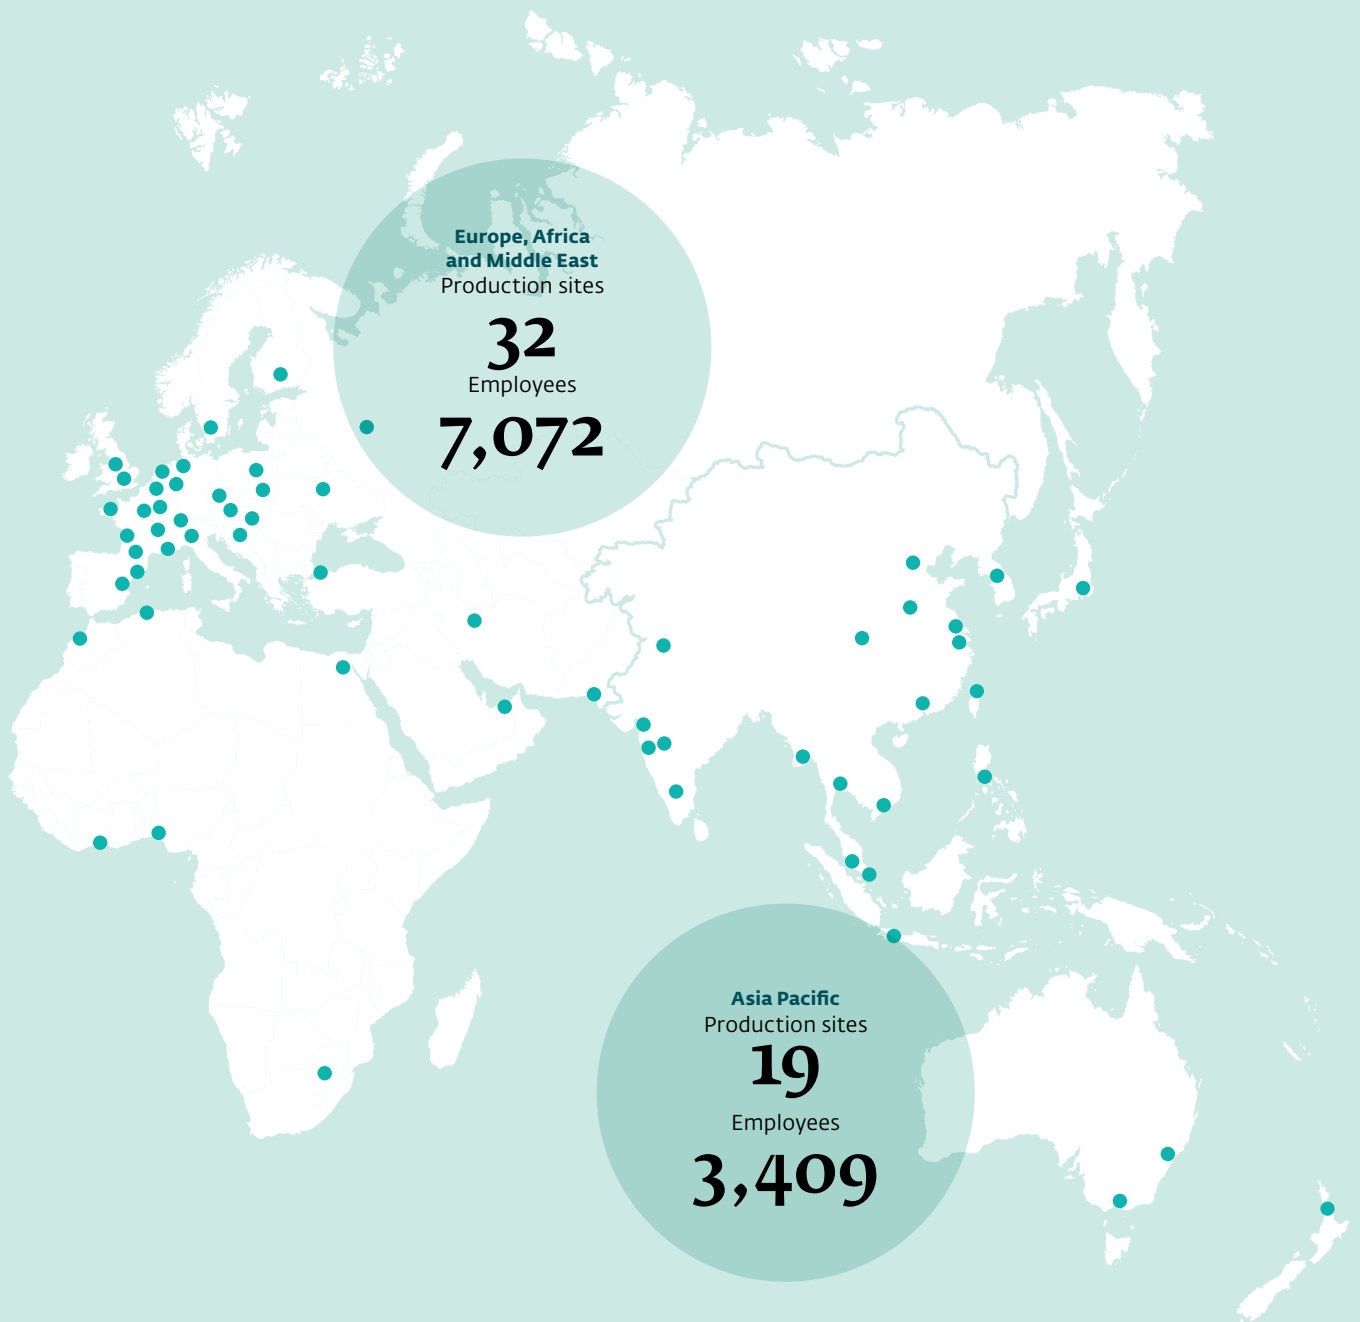 Europe, Africa
and Middle East
Production sites
32
Employees
7,072
Asia Pacific
Production sites
19
Employees
3,409